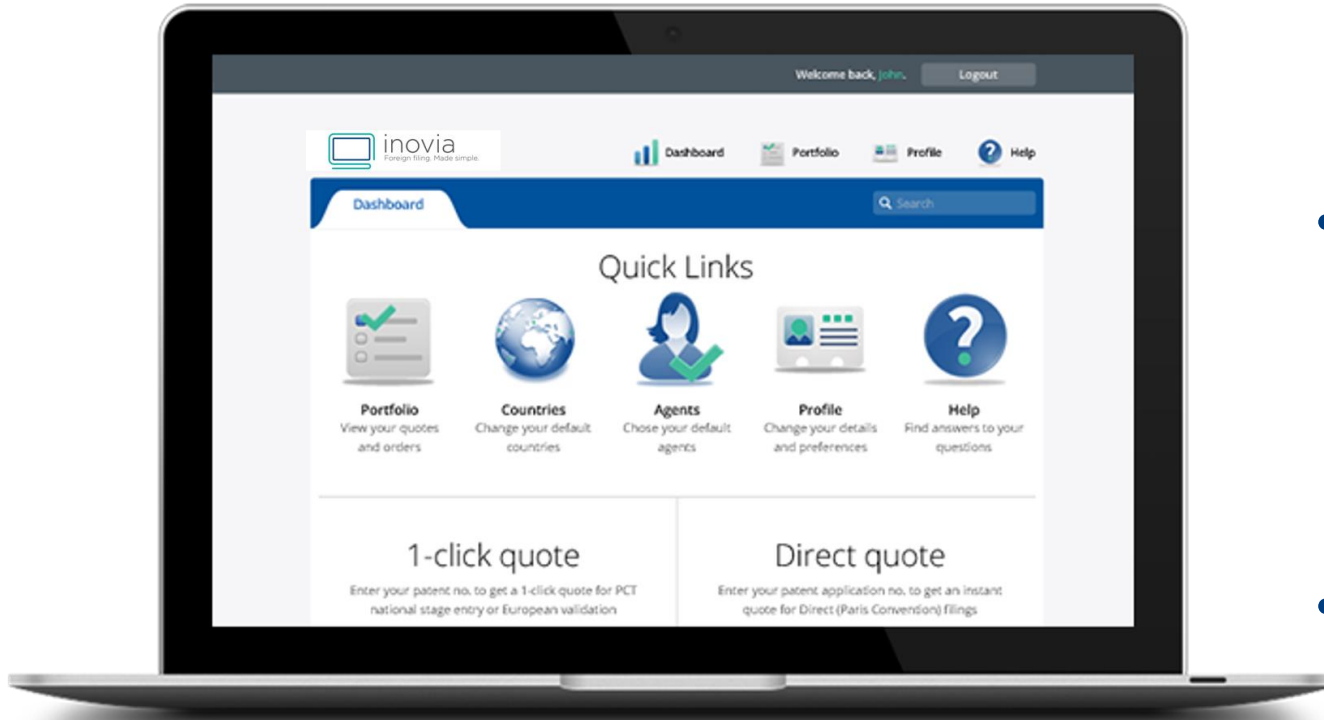 Welcome back, John.
Logout
inovia
Foreign filing. Made simple.
Dashboard
Portfolio
Profile
Help
Dashboard
Search
Quick Links
Portfolio
View your quotes
and orders
Countries
Change your default
countries
Agents
Chose your default
agents
Profile
Change your details
and preferences
Help
Find answers to your
questions
1-click quote
Enter your patent no. to get a 1-click quote for PCT
national stage entry or European validation
Direct quote
Enter your patent application no. to get an instant
quote for Direct (Paris Convention) filings